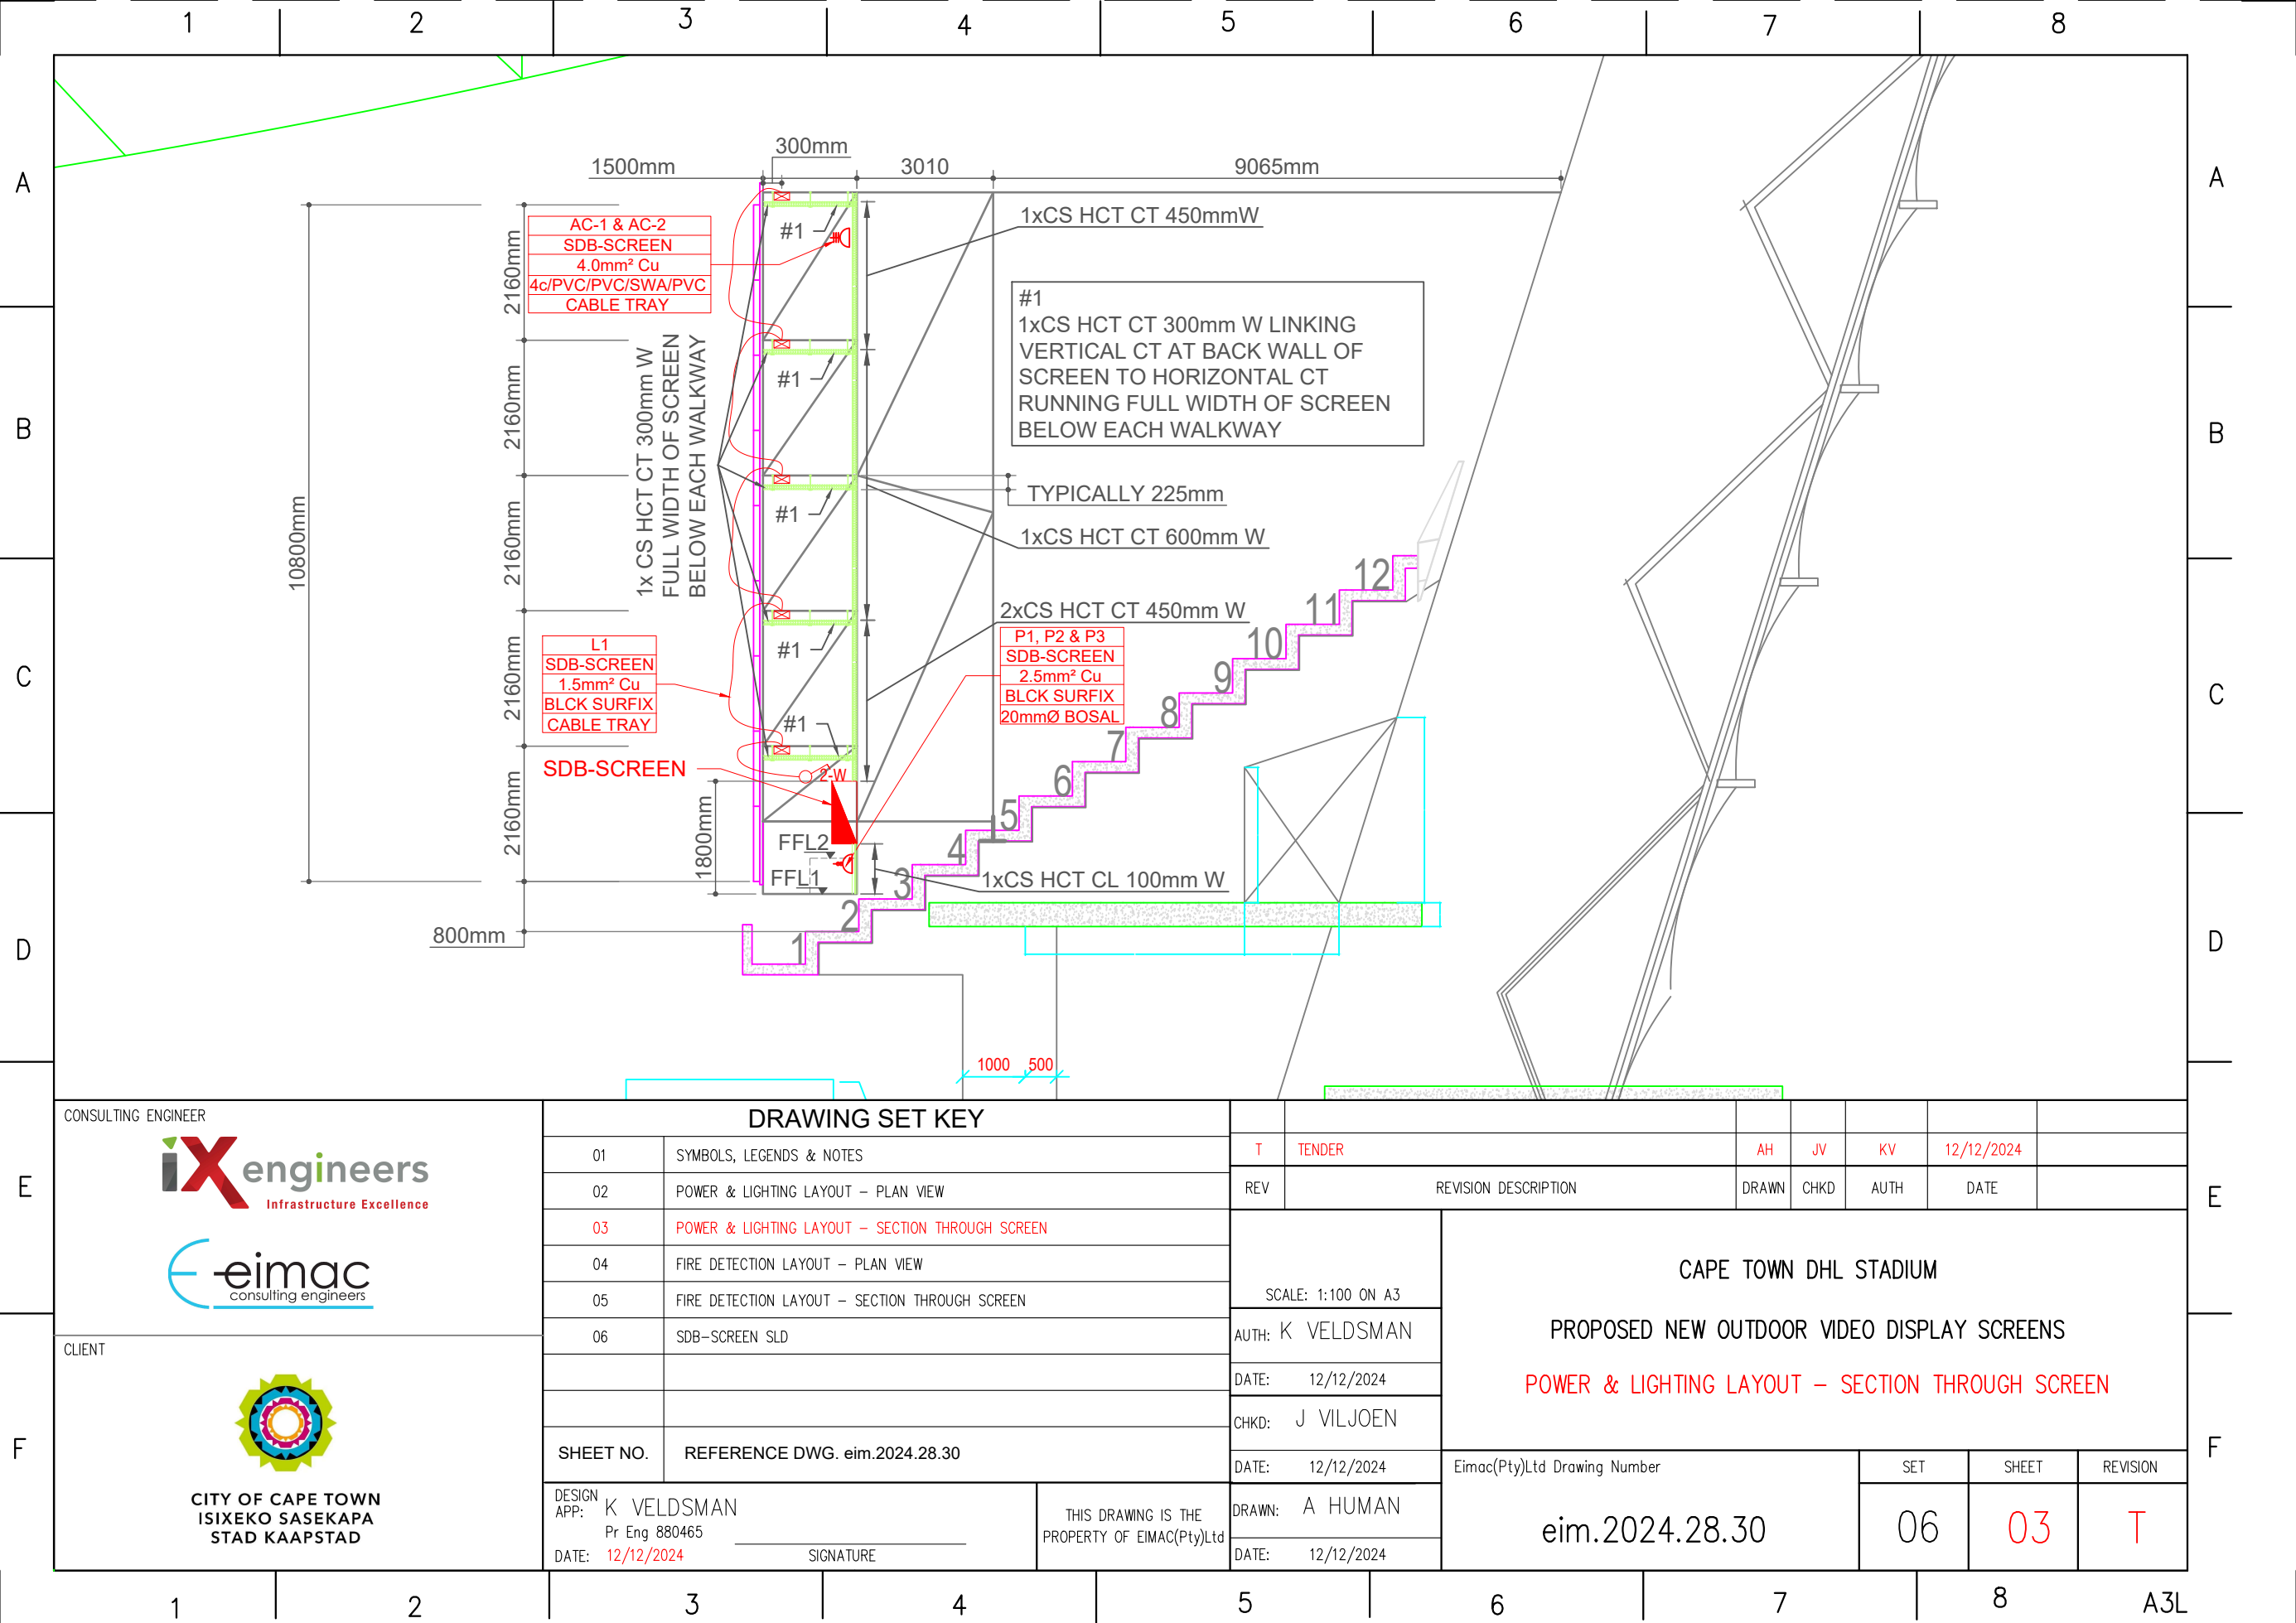 1 2 3 4 5 6 7 8
A A
B B
C C
D D
E E
F F
1 2 3 4 5 6 7 8 A3L
300mm
1500mm 3010 9065mm
AC-1 & AC-2
SDB-SCREEN
4.0mm² Cu
4c/PVC/PVC/SWA/PVC
CABLE TRAY
10800mm
2160mm
2160mm
2160mm
2160mm
2160mm
800mm
1x CS HCT CT 300mm W
FULL WIDTH OF SCREEN
BELOW EACH WALKWAY
#1
#1
#1
#1
#1
1xCS HCT CT 450mmW
#1
1xCS HCT CT 300mm W LINKING
VERTICAL CT AT BACK WALL OF
SCREEN TO HORIZONTAL CT
RUNNING FULL WIDTH OF SCREEN
BELOW EACH WALKWAY
TYPICALLY 225mm
1xCS HCT CT 600mm W
2xCS HCT CT 450mm W
L1
SDB-SCREEN
1.5mm² Cu
BLCK SURFIX
CABLE TRAY
P1, P2 & P3
SDB-SCREEN
2.5mm² Cu
BLCK SURFIX
20mmØ BOSAL
SDB-SCREEN
2-W
1800mm
FFL2
FFL1
1xCS HCT CL 100mm W
1
2
3
4
5
6
7
8
9
10
11
12
1000 500
CONSULTING ENGINEER
iX engineers
Infrastructure Excellence
eimac
consulting engineers
CLIENT
CITY OF CAPE TOWN
ISIXEKO SASEKAPA
STAD KAAPSTAD
DRAWING SET KEY
01 SYMBOLS, LEGENDS & NOTES
02 POWER & LIGHTING LAYOUT – PLAN VIEW
03 POWER & LIGHTING LAYOUT – SECTION THROUGH SCREEN
04 FIRE DETECTION LAYOUT – PLAN VIEW
05 FIRE DETECTION LAYOUT – SECTION THROUGH SCREEN
06 SDB-SCREEN SLD
SHEET NO. REFERENCE DWG. eim.2024.28.30
DESIGN
APP: K VELDSMAN
Pr Eng 880465
DATE: 12/12/2024 SIGNATURE
THIS DRAWING IS THE
PROPERTY OF EIMAC(Pty)Ltd
T TENDER AH JV KV 12/12/2024
REV REVISION DESCRIPTION DRAWN CHKD AUTH DATE
SCALE: 1:100 ON A3
AUTH: K VELDSMAN
DATE: 12/12/2024
CHKD: J VILJOEN
DATE: 12/12/2024
DRAWN: A HUMAN
DATE: 12/12/2024
CAPE TOWN DHL STADIUM
PROPOSED NEW OUTDOOR VIDEO DISPLAY SCREENS
POWER & LIGHTING LAYOUT – SECTION THROUGH SCREEN
Eimac(Pty)Ltd Drawing Number SET SHEET REVISION
eim.2024.28.30 06 03 T